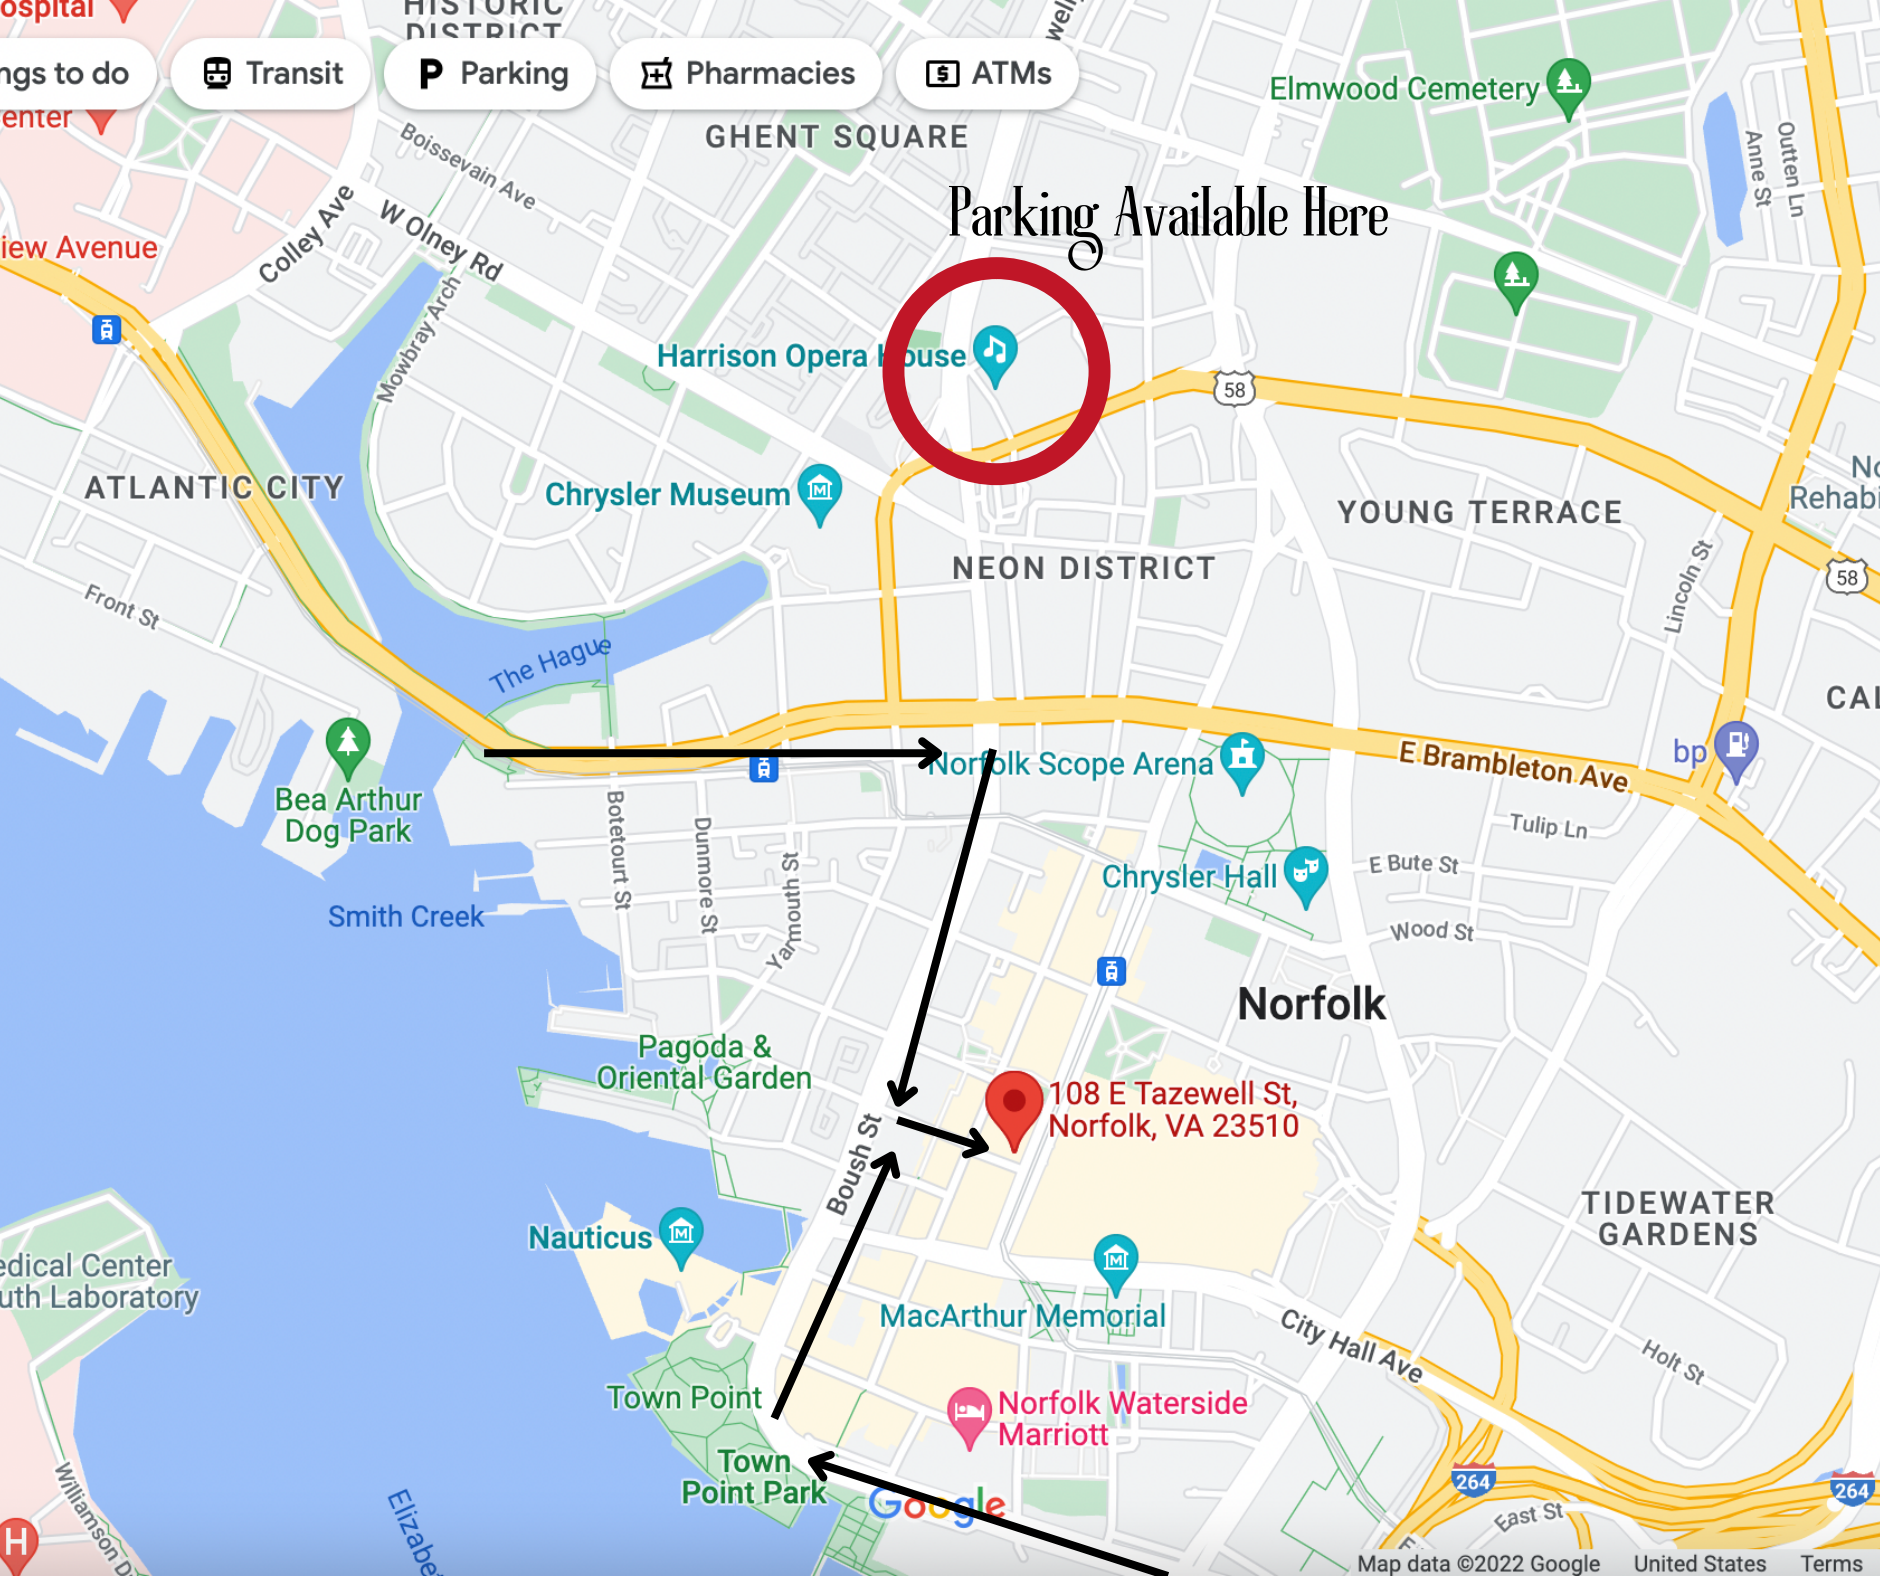 ospital
HISTORIC
DISTRICT
ngs to do
Transit
P Parking
Pharmacies
$ ATMs
enter
Elmwood Cemetery
GHENT SQUARE
Boissevain Ave
Anne St
Outten Ln
Parking Available Here
Colley Ave
W Olney Rd
iew Avenue
Mowbray Arch
Harrison Opera House
58
ATLANTIC CITY
Chrysler Museum
M
YOUNG TERRACE
Rehabi
NEON DISTRICT
58
Lincoln St
Front St
The Hague
Norfolk Scope Arena
E Brambleton Ave
bp
Bea Arthur
Dog Park
Botetourt St
Dunmore St
Yarmouth St
Tulip Ln
E Bute St
Chrysler Hall
Smith Creek
Wood St
Norfolk
Pagoda &
Oriental Garden
108 E Tazewell St,
Norfolk, VA 23510
Boush St
TIDEWATER
GARDENS
Nauticus
M
M
edical Center
uth Laboratory
MacArthur Memorial
City Hall Ave
Holt St
Town Point
Norfolk Waterside
Marriott
Town
Point Park
Google
264
264
East St
Williamson D
Elizabe
H
Map data ©2022 Google
United States
Terms